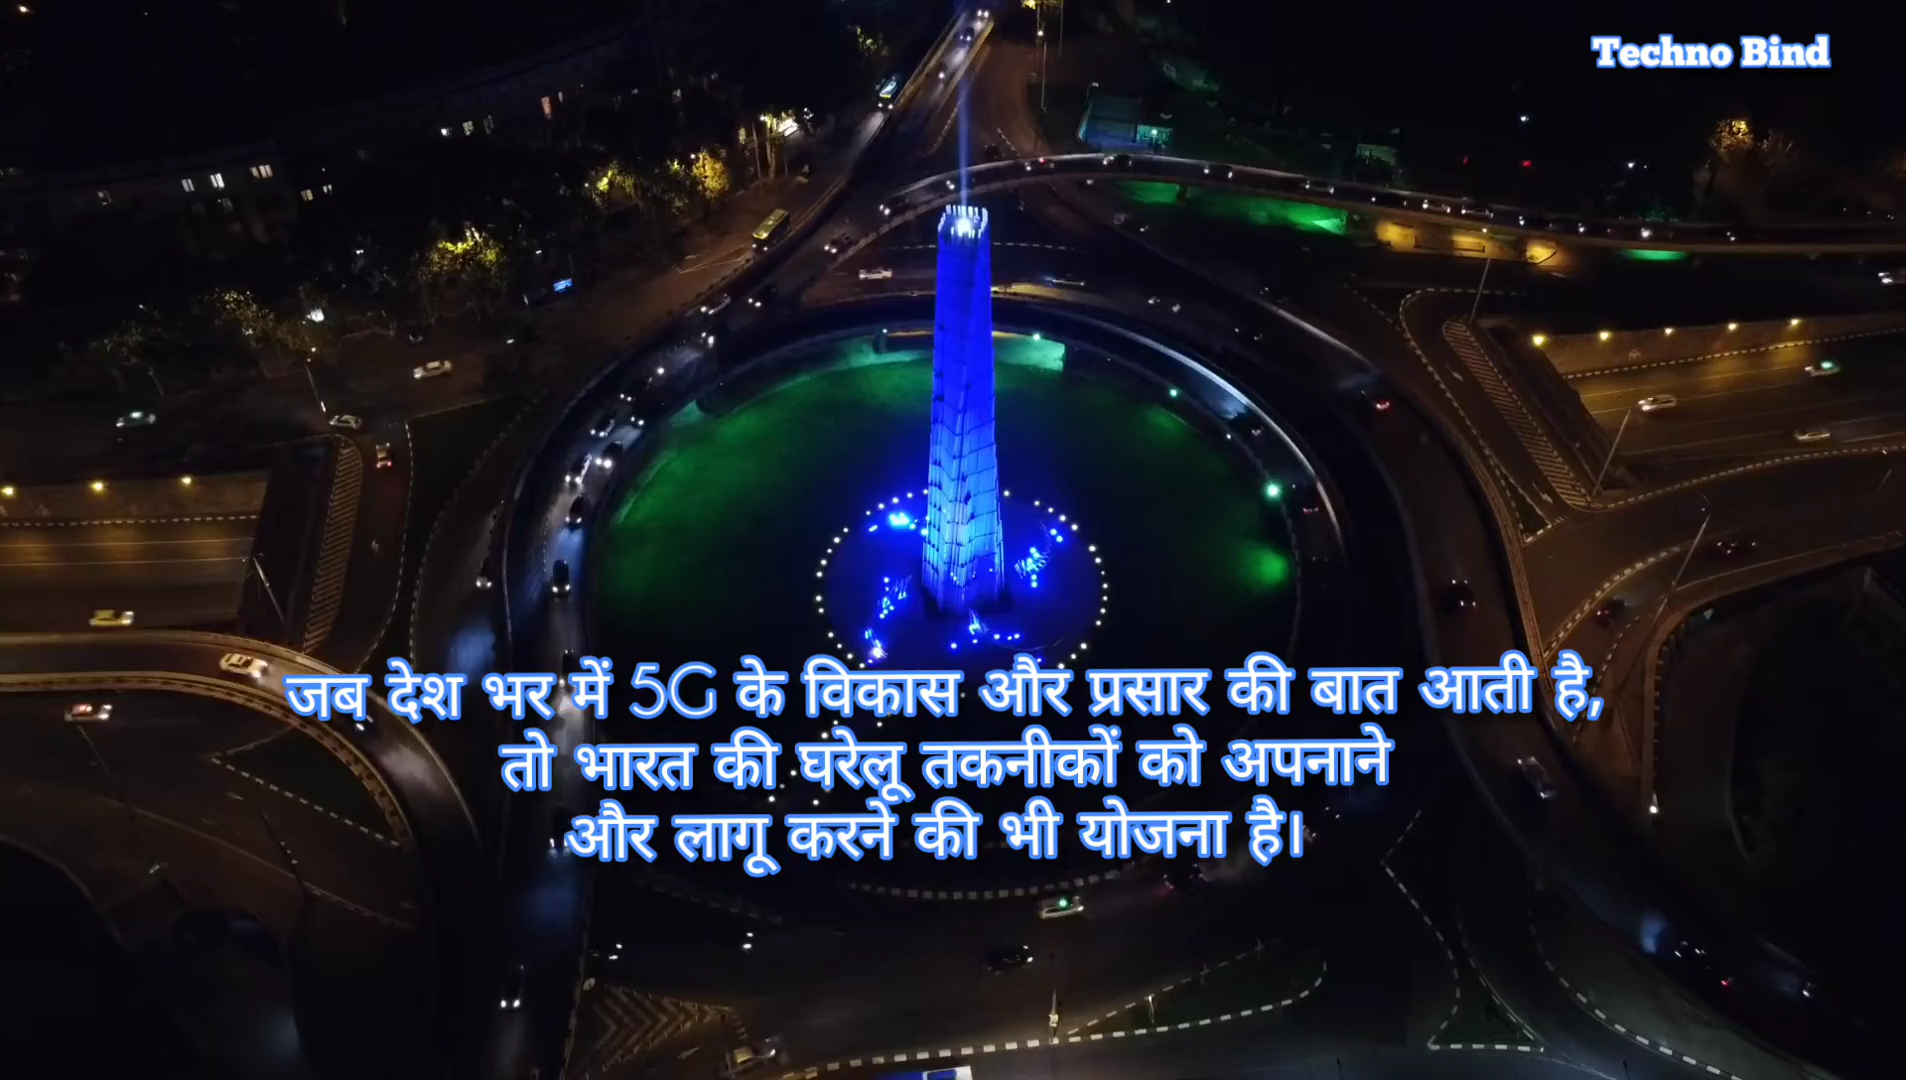 Techno Bind
जब देश भर में 5G के विकास और प्रसार की बात आती है,
तो भारत की घरेलू तकनीकों को अपनाने
और लागू करने की भी योजना है।